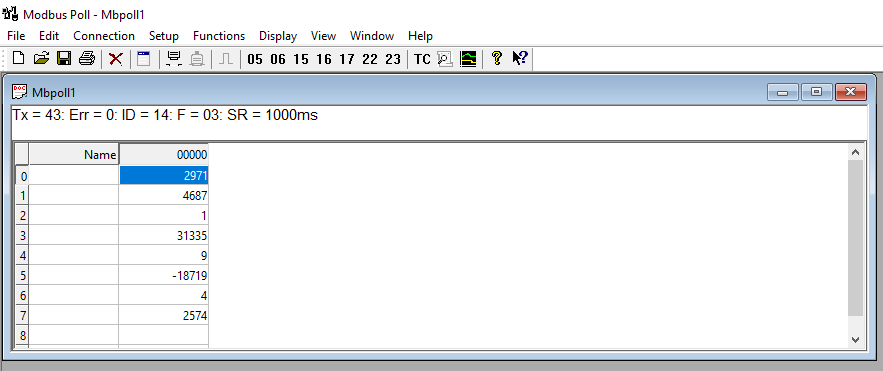 Modbus Poll - Mbpoll1
File Edit Connection Setup Functions Display View Window Help
05 06 15 16 17 22 23 TC ? ?
DOC Mbpoll1
Tx = 43: Err = 0: ID = 14: F = 03: SR = 1000ms
Name 00000
0 2971
1 4687
2 1
3 31335
4 9
5 -18719
6 4
7 2574
8